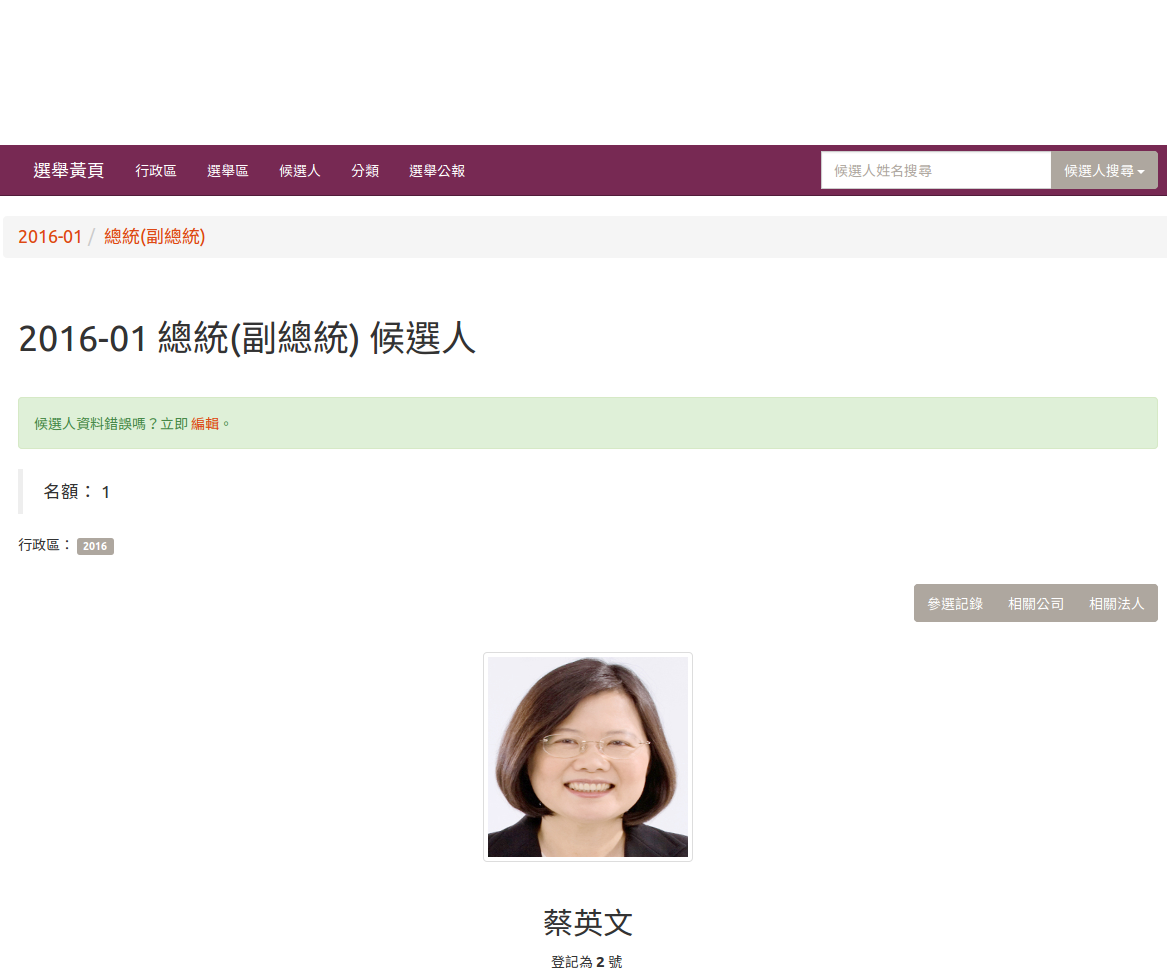 選舉黃頁 行政區 選舉區 候選人 分類 選舉公報 候選人姓名搜尋 候選人搜尋
2016-01 / 總統(副總統)
2016-01 總統(副總統) 候選人
候選人資料錯誤嗎？立即 編輯。
名額： 1
行政區： 2016
參選記錄 相關公司 相關法人
蔡英文
登記為 2 號